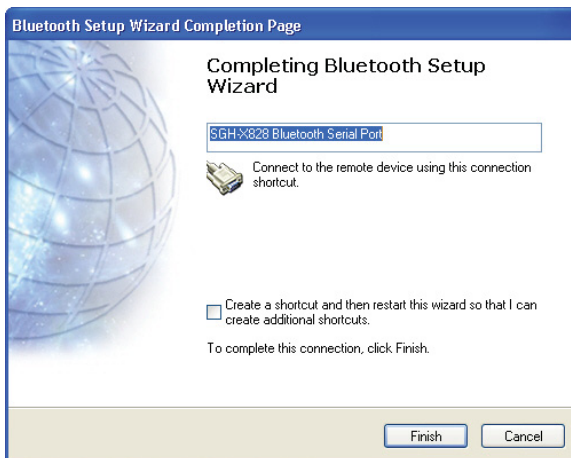 Bluetooth Setup Wizard Completion Page
Completing Bluetooth Setup
Wizard
SGH-X828 Bluetooth Serial Port
Connect to the remote device using this connection
shortcut.
Create a shortcut and then restart this wizard so that I can
create additional shortcuts.
To complete this connection, click Finish.
Finish
Cancel